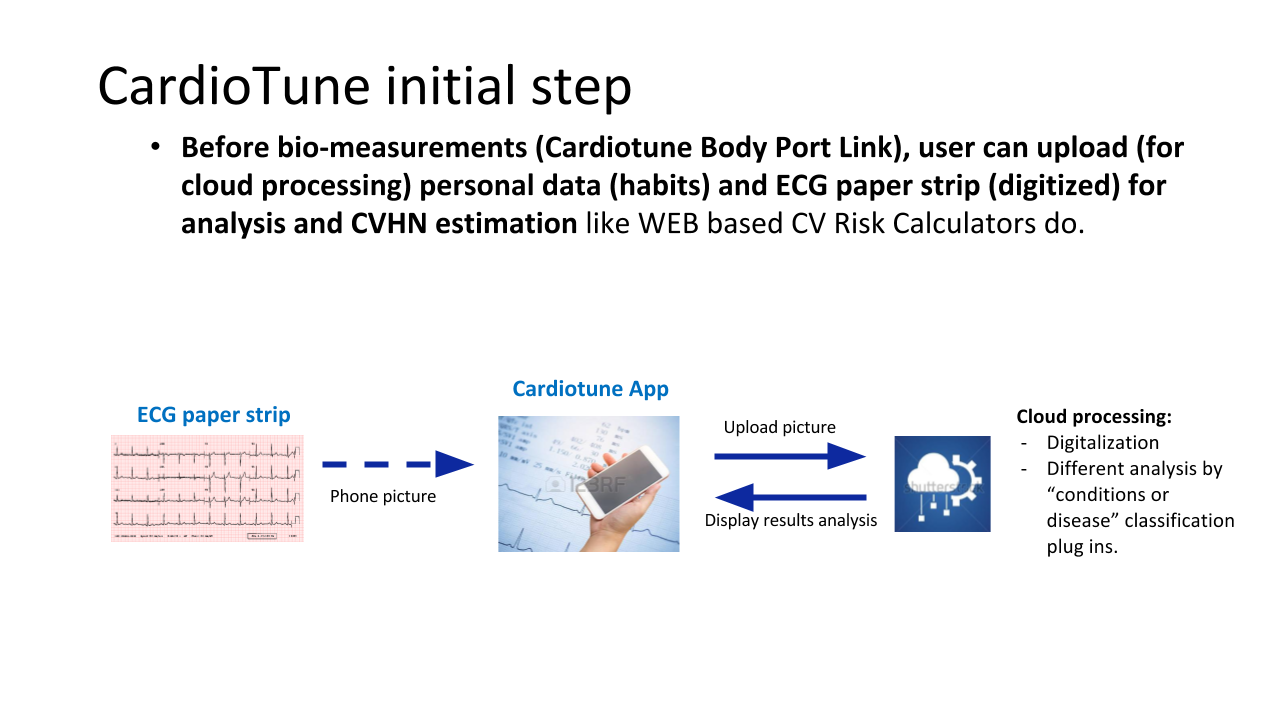 CardioTune initial step
• Before bio-measurements (Cardiotune Body Port Link), user can upload (for
cloud processing) personal data (habits) and ECG paper strip (digitized) for
analysis and CVHN estimation like WEB based CV Risk Calculators do.
ECG paper strip
Phone picture
Cardiotune App
123RF
Upload picture
Display results analysis
shutterstock
Cloud processing:
- Digitalization
- Different analysis by
“conditions or
disease” classification
plug ins.